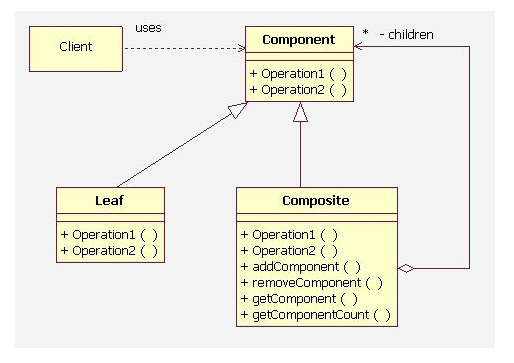 uses
Client
Component
* - children
+ Operation1 ( )
+ Operation2 ( )
Leaf
+ Operation1 ( )
+ Operation2 ( )
Composite
+ Operation1 ( )
+ Operation2 ( )
+ addComponent ( )
+ removeComponent ( )
+ getComponent ( )
+ getComponentCount ( )